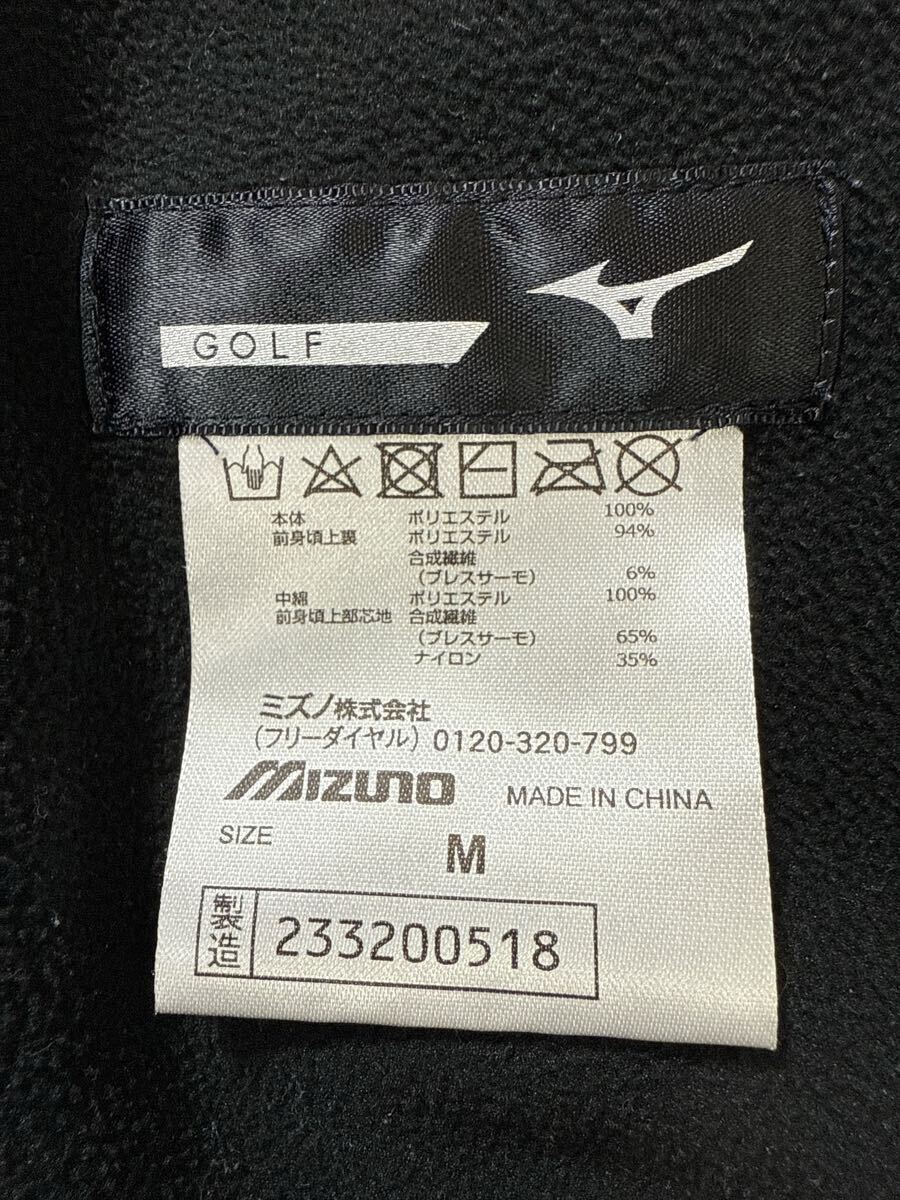 GOLF
本体 ポリエステル 100%
前身頃上裏 ポリエステル 94%
合成繊維
（ブレスサーモ） 6%
中綿 ポリエステル 100%
前身頃上部芯地 合成繊維
（ブレスサーモ） 65%
ナイロン 35%
ミズノ株式会社
（フリーダイヤル）0120-320-799
MIZUNO MADE IN CHINA
SIZE M
製造 233200518